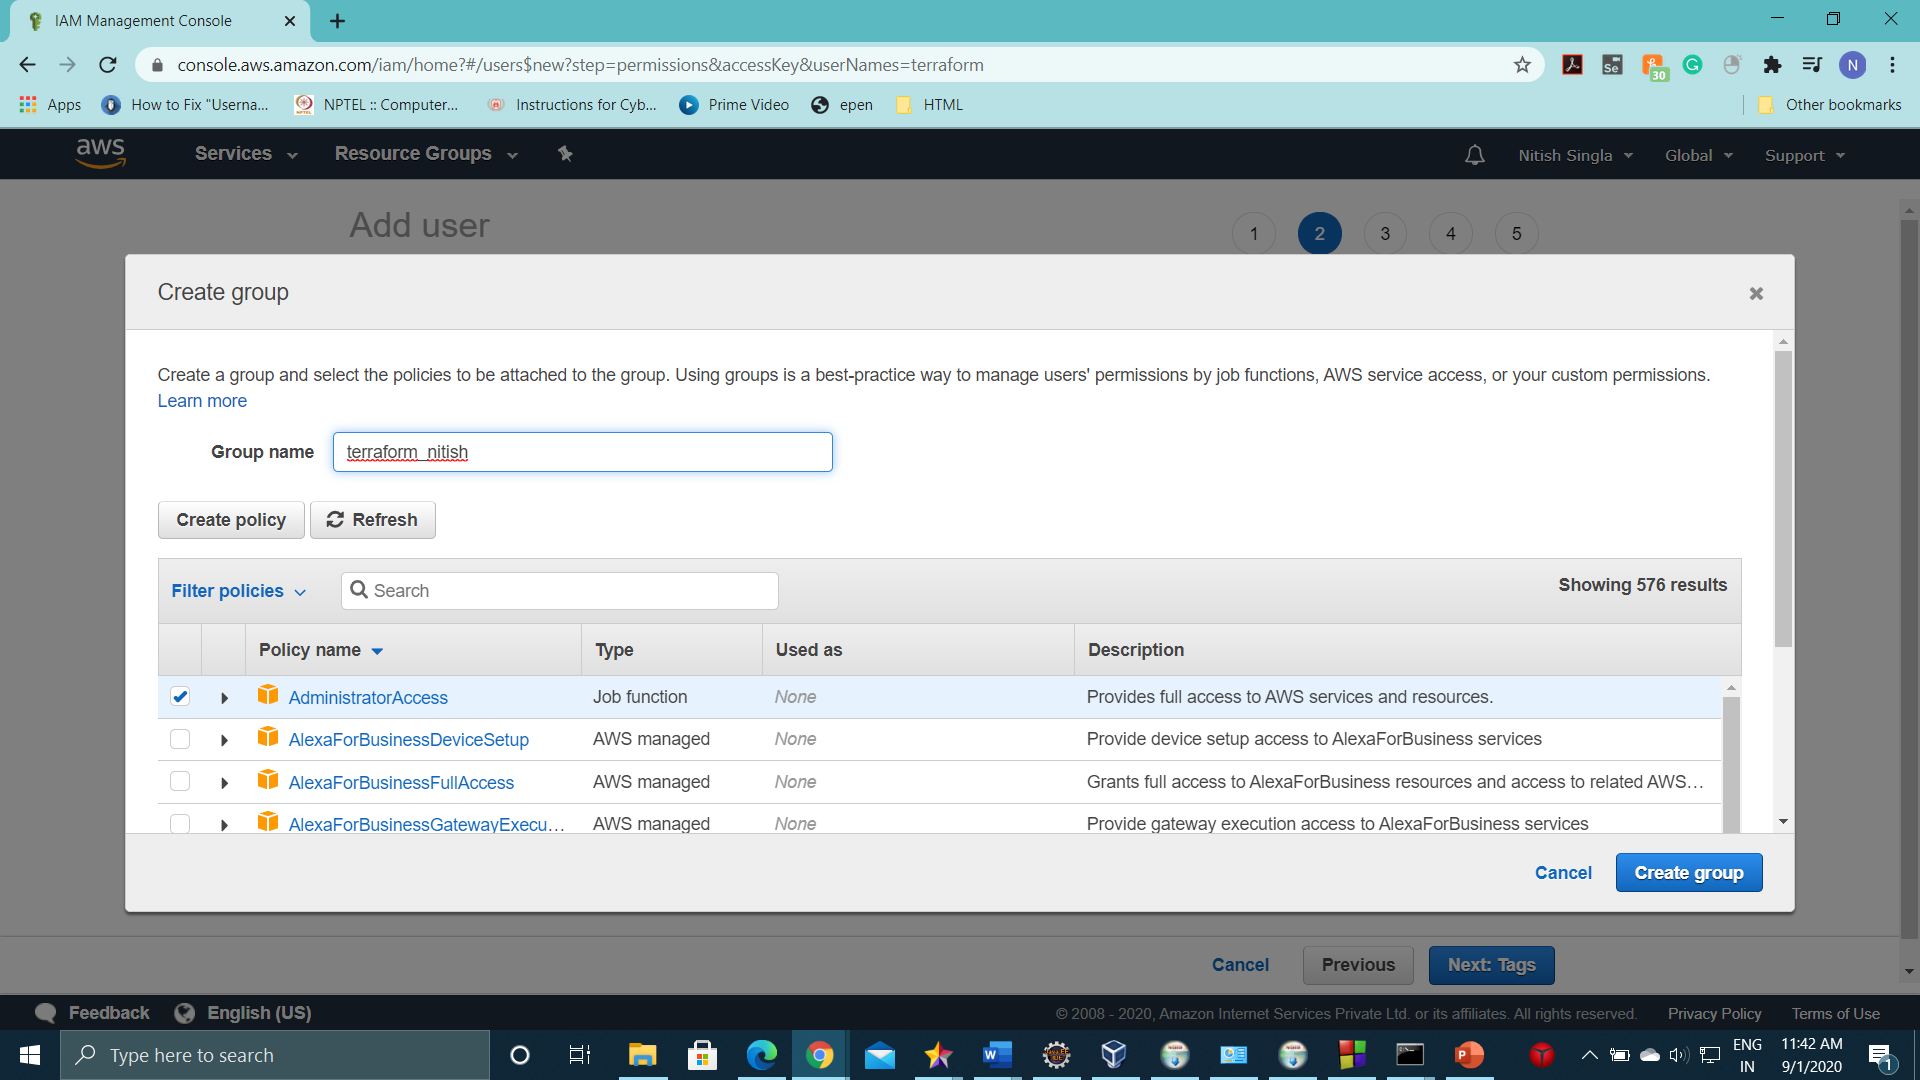 IAM Management Console
console.aws.amazon.com/iam/home?#/users$new?step=permissions&accessKey&userNames=terraform
Se
30
N
Apps
How to Fix "Userna...
NPTEL :: Computer...
Instructions for Cyb...
Prime Video
epen
HTML
Other bookmarks
aws
Services
Resource Groups
Nitish Singla
Global
Support
Add user
1
2
3
4
5
Create group
Create a group and select the policies to be attached to the group. Using groups is a best-practice way to manage users' permissions by job functions, AWS service access, or your custom permissions.
Learn more
Group name
terraform_nitish
Create policy
Refresh
Filter policies
Search
Showing 576 results
Policy name Type Used as Description
AdministratorAccess Job function None Provides full access to AWS services and resources.
AlexaForBusinessDeviceSetup AWS managed None Provide device setup access to AlexaForBusiness services
AlexaForBusinessFullAccess AWS managed None Grants full access to AlexaForBusiness resources and access to related AWS…
AlexaForBusinessGatewayExecu… AWS managed None Provide gateway execution access to AlexaForBusiness services
Cancel
Create group
Cancel
Previous
Next: Tags
Feedback
English (US)
© 2008 - 2020, Amazon Internet Services Private Ltd. or its affiliates. All rights reserved.
Privacy Policy
Terms of Use
Type here to search
ENG
IN
11:42 AM
9/1/2020
1